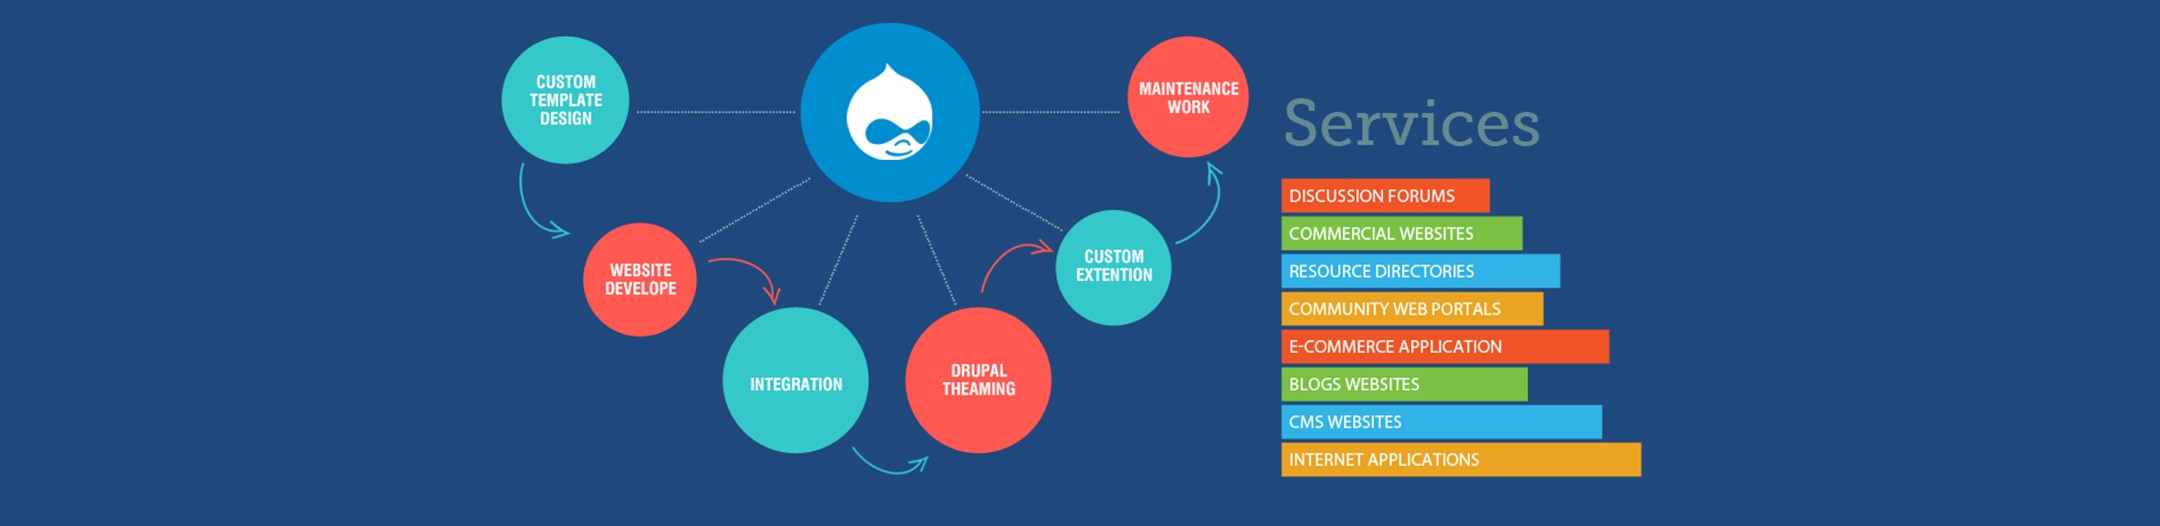 CUSTOM
TEMPLATE
DESIGN
WEBSITE
DEVELOPE
INTEGRATION
DRUPAL
THEAMING
CUSTOM
EXTENTION
MAINTENANCE
WORK
Services
DISCUSSION FORUMS
COMMERCIAL WEBSITES
RESOURCE DIRECTORIES
COMMUNITY WEB PORTALS
E-COMMERCE APPLICATION
BLOGS WEBSITES
CMS WEBSITES
INTERNET APPLICATIONS